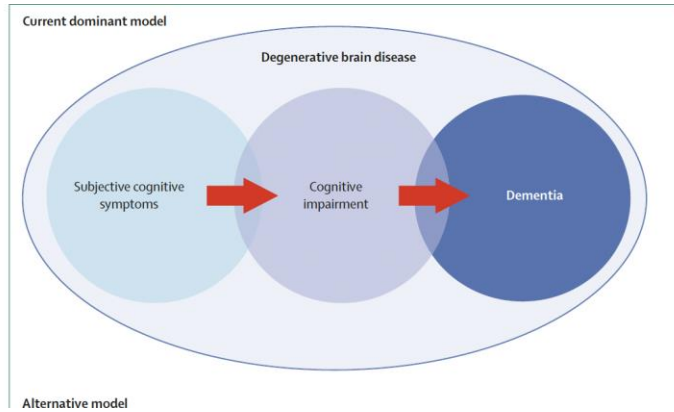 Current dominant model
Degenerative brain disease
Subjective cognitive
symptoms
Cognitive
impairment
Dementia
Alternative model